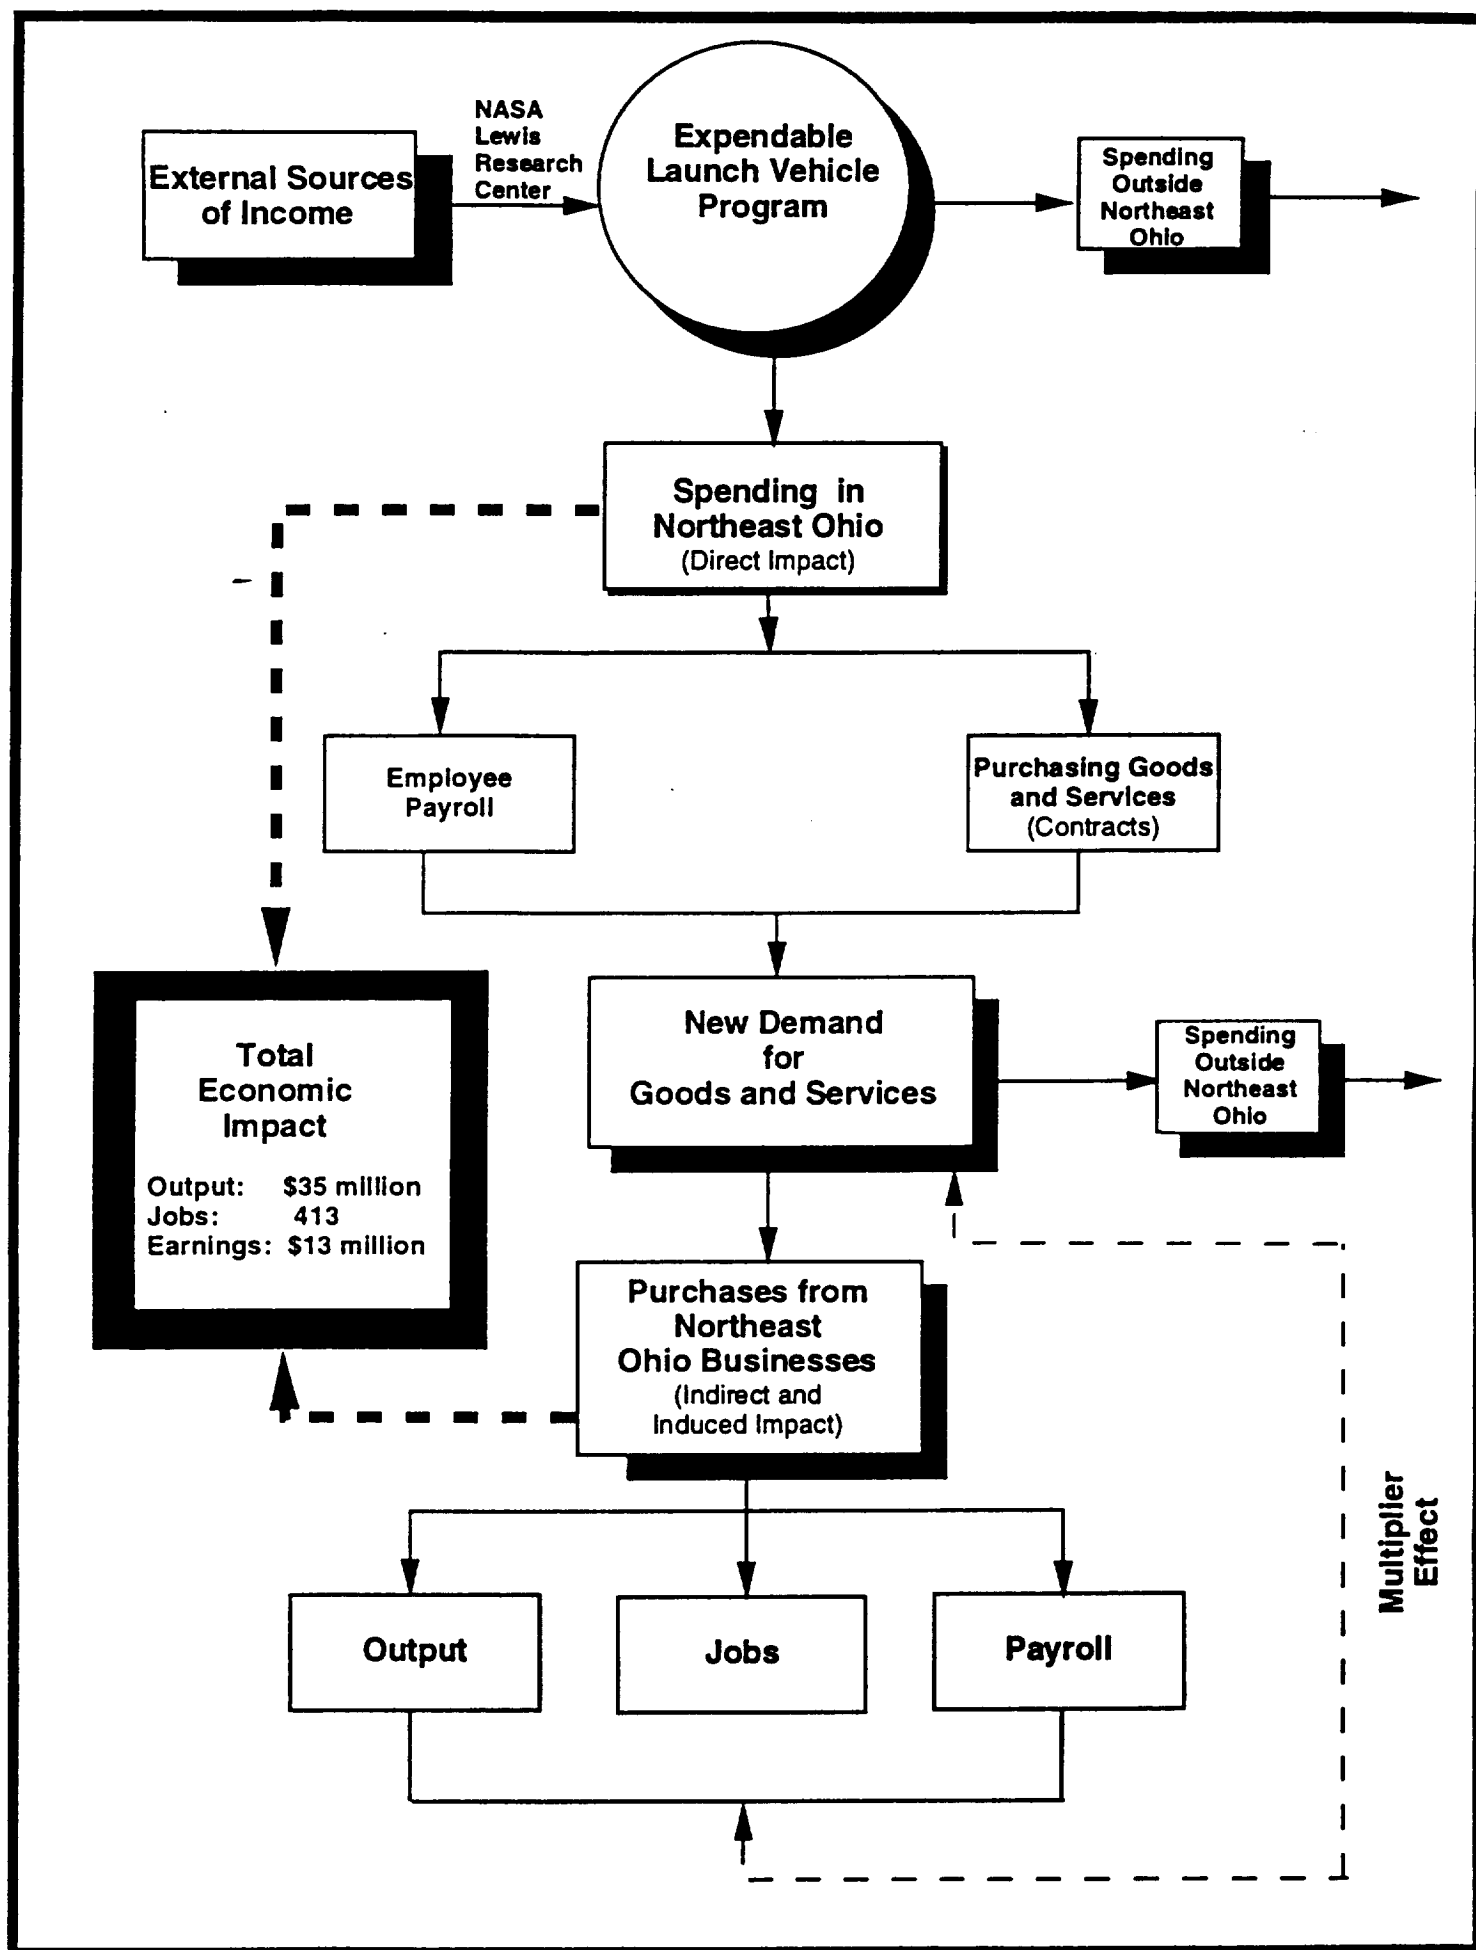 NASA
Lewis
Research
Center
External Sources
of Income
Expendable
Launch Vehicle
Program
Spending
Outside
Northeast
Ohio
Spending in
Northeast Ohio
(Direct Impact)
Employee
Payroll
Purchasing Goods
and Services
(Contracts)
Total
Economic
Impact
Output: $35 million
Jobs: 413
Earnings: $13 million
New Demand
for
Goods and Services
Spending
Outside
Northeast
Ohio
Purchases from
Northeast
Ohio Businesses
(Indirect and
Induced Impact)
Multiplier
Effect
Output
Jobs
Payroll